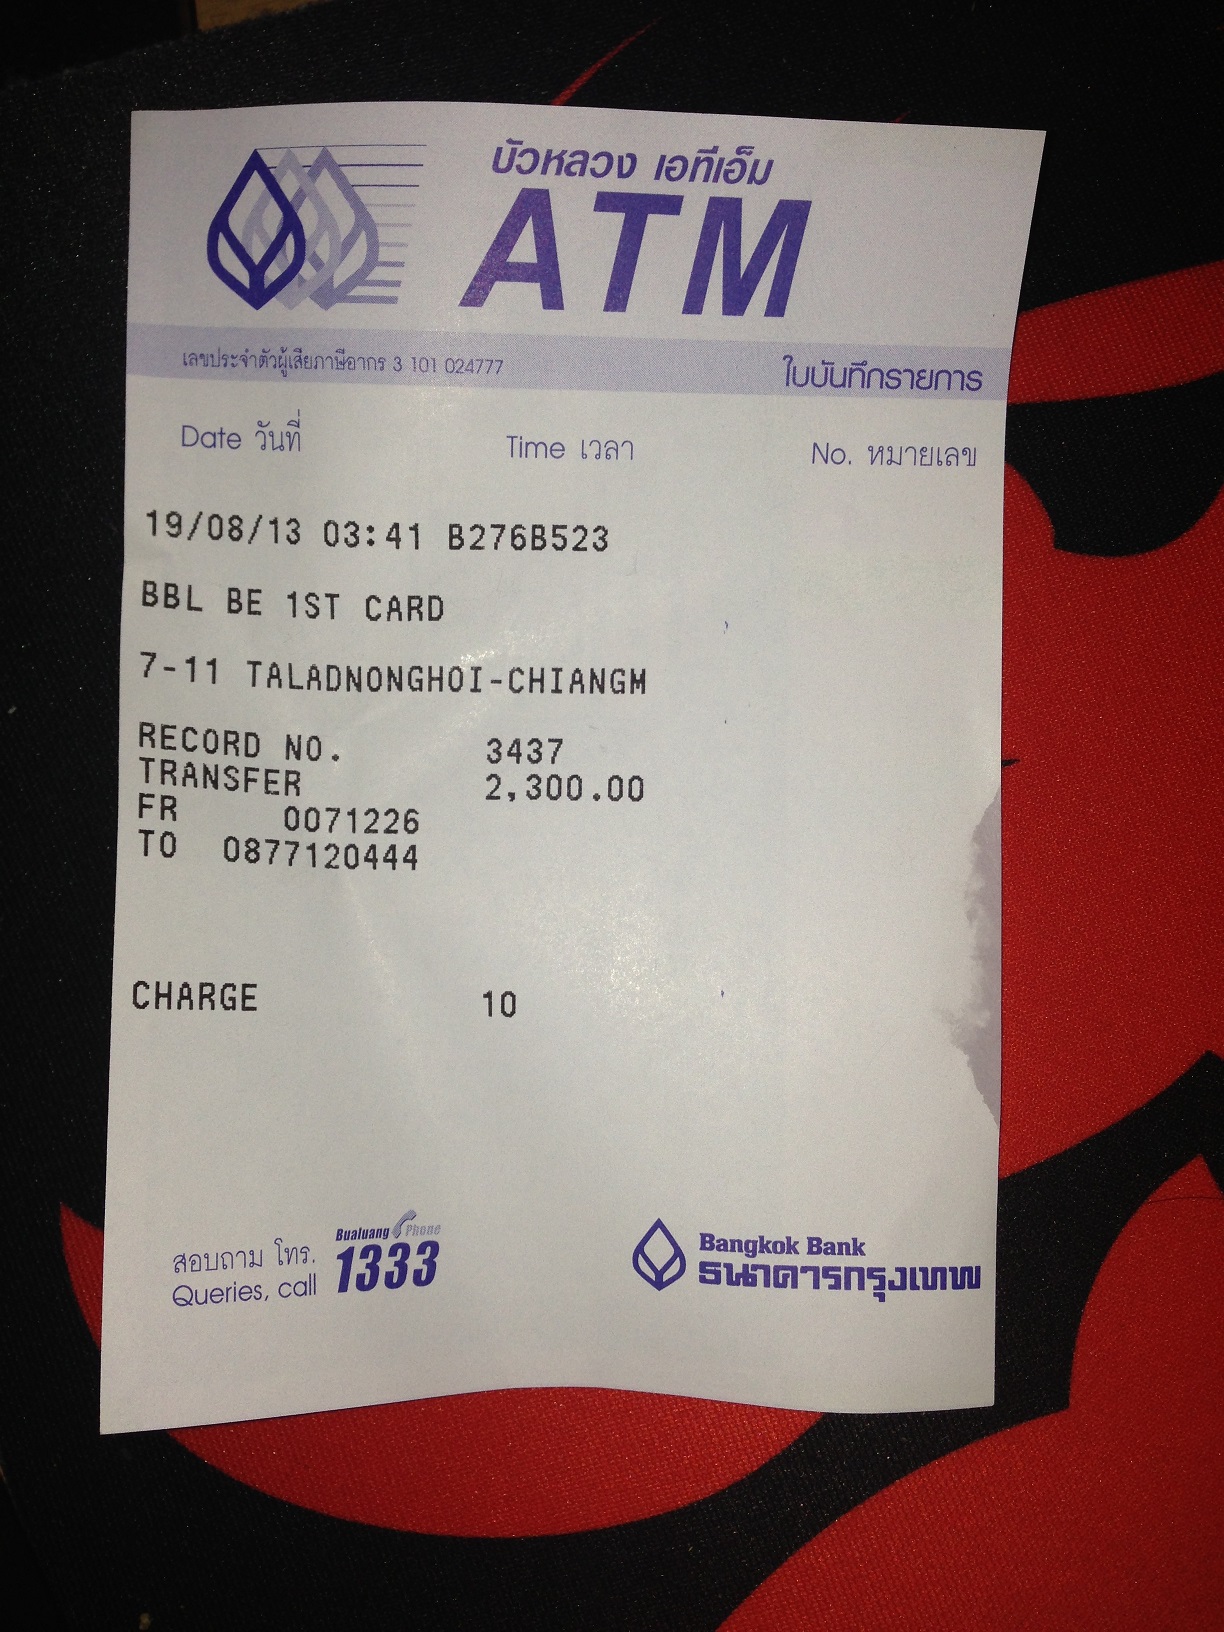 บัวหลวง เอทีเอ็ม
ATM
เลขประจำตัวผู้เสียภาษีอากร 3 101 024777 ใบบันทึกรายการ
Date วันที่ Time เวลา No. หมายเลข
19/08/13 03:41 B276B523
BBL BE 1ST CARD
7-11 TALADNONGHOI-CHIANGM
RECORD NO. 3437
TRANSFER 2,300.00
FR 0071226
TO 0877120444
CHARGE 10
สอบถาม โทร. Bualuang Phone
Queries, call 1333
Bangkok Bank
ธนาคารกรุงเทพ